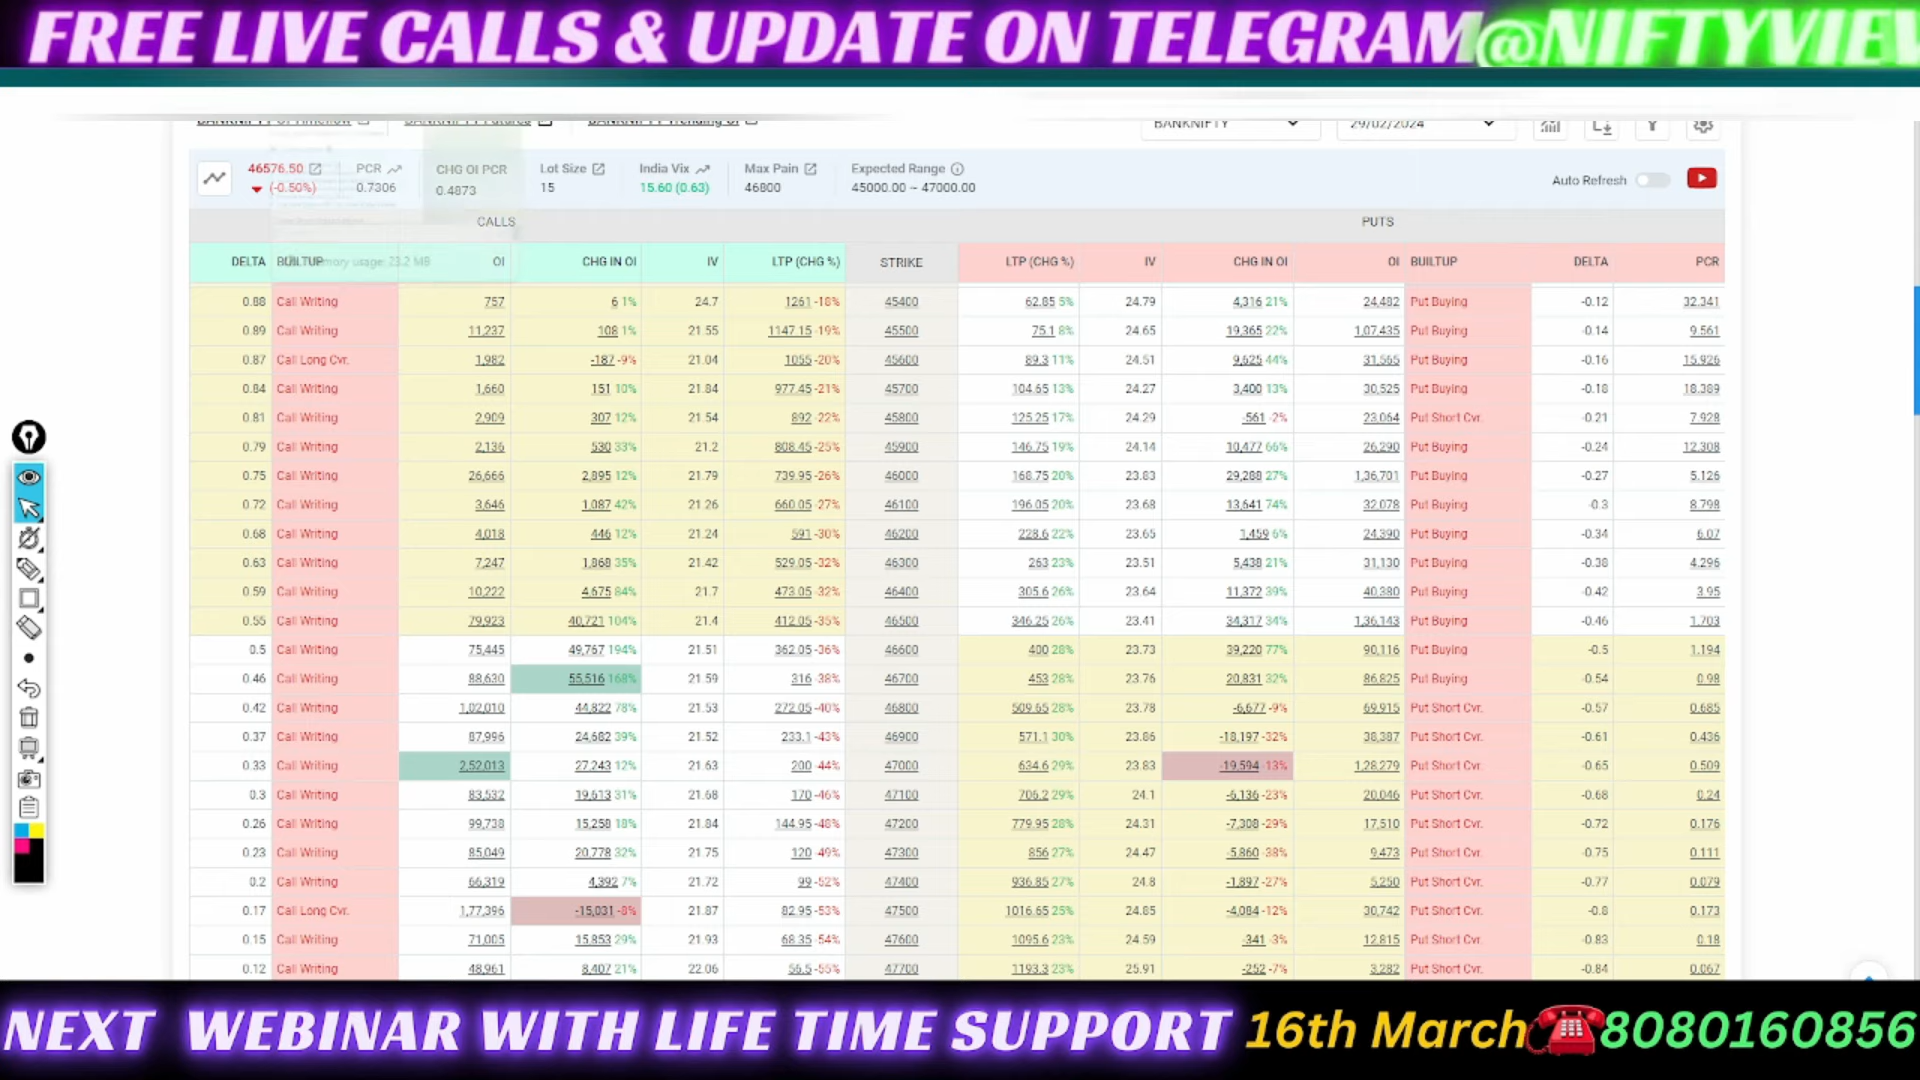 FREE LIVE CALLS & UPDATE ON TELEGRAM@NIFTYVIEW
BANKNIFTY Futures BANKNIFTY Trending OI BANKNIFTY 29/02/2024
46576.50 PCR CHG OI PCR Lot Size India Vix Max Pain Expected Range
(-0.50%) 0.7306 0.4873 15 15.60 (0.63) 46800 45000.00 ~ 47000.00 Auto Refresh
CALLS PUTS
DELTA BUILTUP OI CHG IN OI IV LTP (CHG %) STRIKE LTP (CHG %) IV CHG IN OI OI BUILTUP DELTA PCR
memory usage: 23.2 MB
0.88 Call Writing 757 6 1% 24.7 1261 -18% 45400 62.85 5% 24.79 4,316 21% 24,482 Put Buying -0.12 32.341
0.89 Call Writing 11,237 108 1% 21.55 1147.15 -19% 45500 75.1 8% 24.65 19,365 22% 1,07,435 Put Buying -0.14 9.561
0.87 Call Long Cvr. 1,982 -187 -9% 21.04 1055 -20% 45600 89.3 11% 24.51 9,625 44% 31,565 Put Buying -0.16 15.926
0.84 Call Writing 1,660 151 10% 21.84 977.45 -21% 45700 104.65 13% 24.27 3,400 13% 30,525 Put Buying -0.18 18.389
0.81 Call Writing 2,909 307 12% 21.54 892 -22% 45800 125.25 17% 24.29 -561 -2% 23,064 Put Short Cvr. -0.21 7.928
0.79 Call Writing 2,136 530 33% 21.2 808.45 -25% 45900 146.75 19% 24.14 10,477 66% 26,290 Put Buying -0.24 12.308
0.75 Call Writing 26,666 2,895 12% 21.79 739.95 -26% 46000 168.75 20% 23.83 29,288 27% 1,36,701 Put Buying -0.27 5.126
0.72 Call Writing 3,646 1,087 42% 21.26 660.05 -27% 46100 196.05 20% 23.68 13,641 74% 32,078 Put Buying -0.3 8.798
0.68 Call Writing 4,018 446 12% 21.24 591 -30% 46200 228.6 22% 23.65 1,459 6% 24,390 Put Buying -0.34 6.07
0.63 Call Writing 7,247 1,868 35% 21.42 529.05 -32% 46300 263 23% 23.51 5,438 21% 31,130 Put Buying -0.38 4.296
0.59 Call Writing 10,222 4,675 84% 21.7 473.05 -32% 46400 305.6 26% 23.64 11,372 39% 40,380 Put Buying -0.42 3.95
0.55 Call Writing 79,923 40,721 104% 21.4 412.05 -35% 46500 346.25 26% 23.41 34,317 34% 1,36,143 Put Buying -0.46 1.703
0.5 Call Writing 75,445 49,767 194% 21.51 362.05 -36% 46600 400 28% 23.73 39,220 77% 90,116 Put Buying -0.5 1.194
0.46 Call Writing 88,630 55,516 168% 21.59 316 -38% 46700 453 28% 23.76 20,831 32% 86,825 Put Buying -0.54 0.98
0.42 Call Writing 1,02,010 44,822 78% 21.53 272.05 -40% 46800 509.65 28% 23.78 -6,677 -9% 69,915 Put Short Cvr. -0.57 0.685
0.37 Call Writing 87,996 24,682 39% 21.52 233.1 -43% 46900 571.1 30% 23.86 -18,197 -32% 38,387 Put Short Cvr. -0.61 0.436
0.33 Call Writing 2,52,013 27,243 12% 21.63 200 -44% 47000 634.6 29% 23.83 -19,594 -13% 1,28,279 Put Short Cvr. -0.65 0.509
0.3 Call Writing 83,532 19,613 31% 21.68 170 -46% 47100 706.2 29% 24.1 -6,136 -23% 20,046 Put Short Cvr. -0.68 0.24
0.26 Call Writing 99,738 15,258 18% 21.84 144.95 -48% 47200 779.95 28% 24.31 -7,308 -29% 17,510 Put Short Cvr. -0.72 0.176
0.23 Call Writing 85,049 20,778 32% 21.75 120 -49% 47300 856 27% 24.47 -5,860 -38% 9,473 Put Short Cvr. -0.75 0.111
0.2 Call Writing 66,319 4,392 7% 21.72 99 -52% 47400 936.85 27% 24.8 -1,897 -27% 5,250 Put Short Cvr. -0.77 0.079
0.17 Call Long Cvr. 1,77,396 -15,031 -8% 21.87 82.95 -53% 47500 1016.65 25% 24.85 -4,084 -12% 30,742 Put Short Cvr. -0.8 0.173
0.15 Call Writing 71,005 15,853 29% 21.93 68.35 -54% 47600 1095.6 23% 24.59 -341 -3% 12,815 Put Short Cvr. -0.83 0.18
0.12 Call Writing 48,961 8,407 21% 22.06 56.5 -55% 47700 1193.3 23% 25.91 -252 -7% 3,282 Put Short Cvr. -0.84 0.067
NEXT WEBINAR WITH LIFE TIME SUPPORT 16th March 8080160856